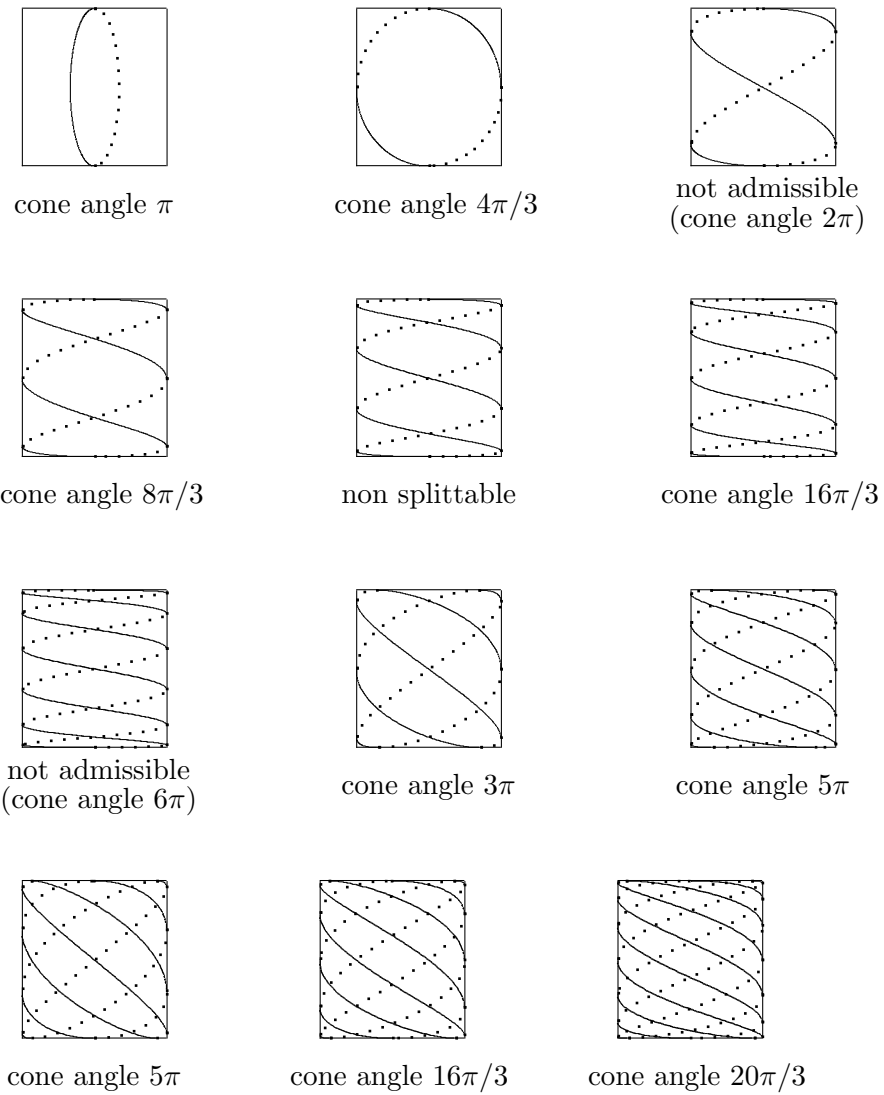 cone angle π
cone angle 4π/3
not admissible
(cone angle 2π)
cone angle 8π/3
non splittable
cone angle 16π/3
not admissible
(cone angle 6π)
cone angle 3π
cone angle 5π
cone angle 5π
cone angle 16π/3
cone angle 20π/3